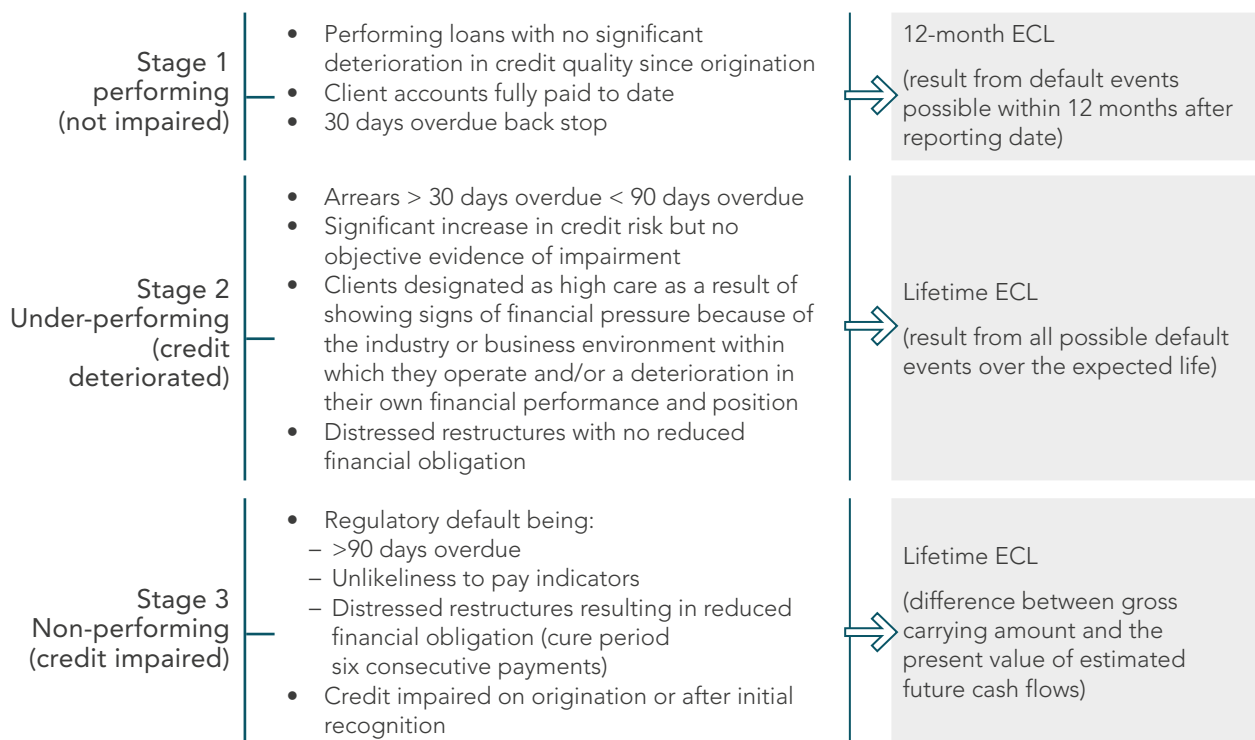 Stage 1
performing
(not impaired)
• Performing loans with no significant
deterioration in credit quality since origination
• Client accounts fully paid to date
• 30 days overdue back stop
12-month ECL
(result from default events
possible within 12 months after
reporting date)
Stage 2
Under-performing
(credit
deteriorated)
• Arrears > 30 days overdue < 90 days overdue
• Significant increase in credit risk but no
objective evidence of impairment
• Clients designated as high care as a result of
showing signs of financial pressure because of
the industry or business environment within
which they operate and/or a deterioration in
their own financial performance and position
• Distressed restructures with no reduced
financial obligation
Lifetime ECL
(result from all possible default
events over the expected life)
Stage 3
Non-performing
(credit impaired)
• Regulatory default being:
– >90 days overdue
– Unlikeliness to pay indicators
– Distressed restructures resulting in reduced
financial obligation (cure period
six consecutive payments)
• Credit impaired on origination or after initial
recognition
Lifetime ECL
(difference between gross
carrying amount and the
present value of estimated
future cash flows)